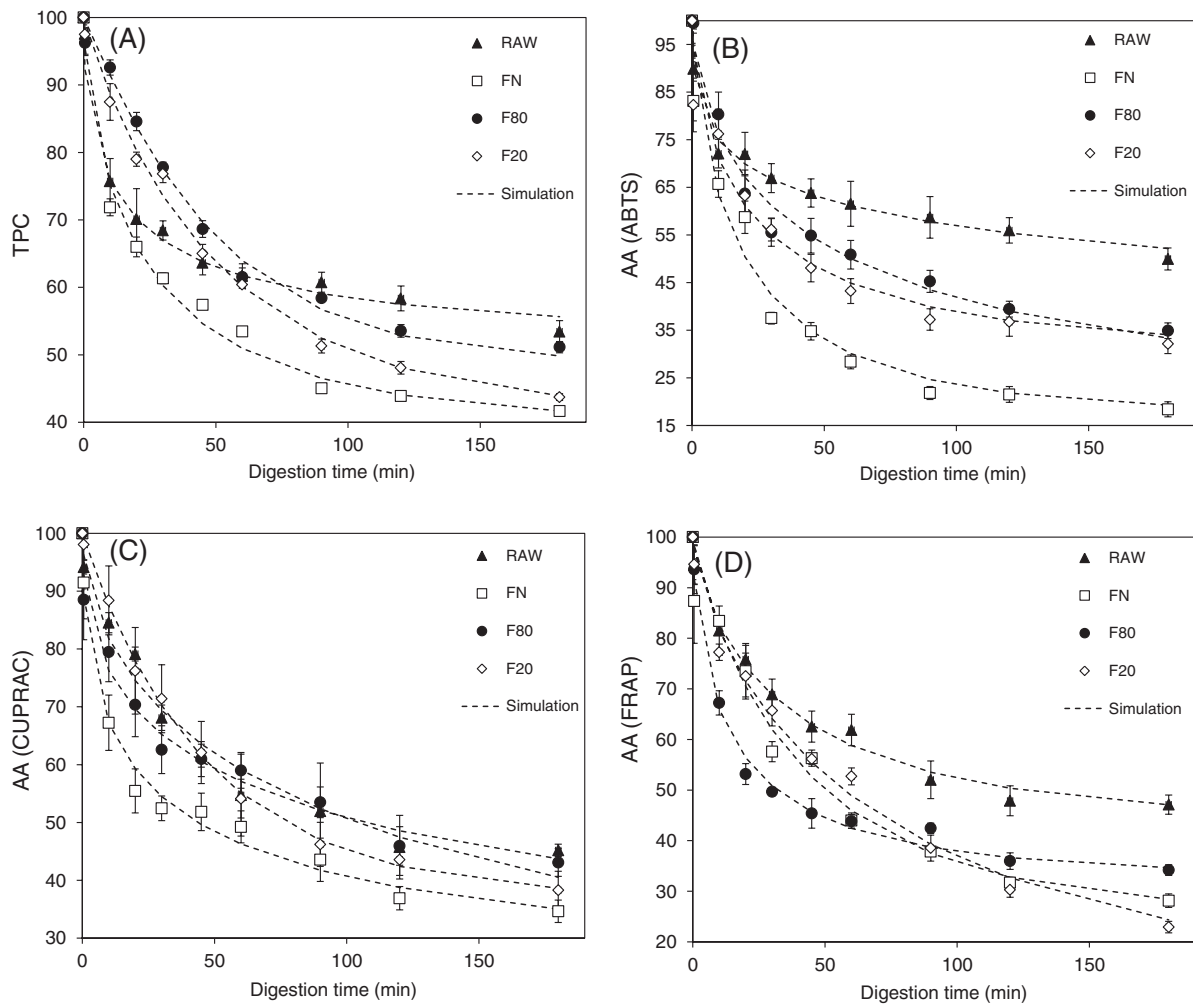 (A)
TPC
100
90
80
70
60
50
40
0
50
100
150
Digestion time (min)
RAW
FN
F80
F20
Simulation
(B)
AA (ABTS)
95
85
75
65
55
45
35
25
15
0
50
100
150
Digestion time (min)
RAW
FN
F80
F20
Simulation
(C)
AA (CUPRAC)
100
90
80
70
60
50
40
30
0
50
100
150
Digestion time (min)
RAW
FN
F80
F20
Simulation
(D)
AA (FRAP)
100
90
80
70
60
50
40
30
20
0
50
100
150
Digestion time (min)
RAW
FN
F80
F20
Simulation